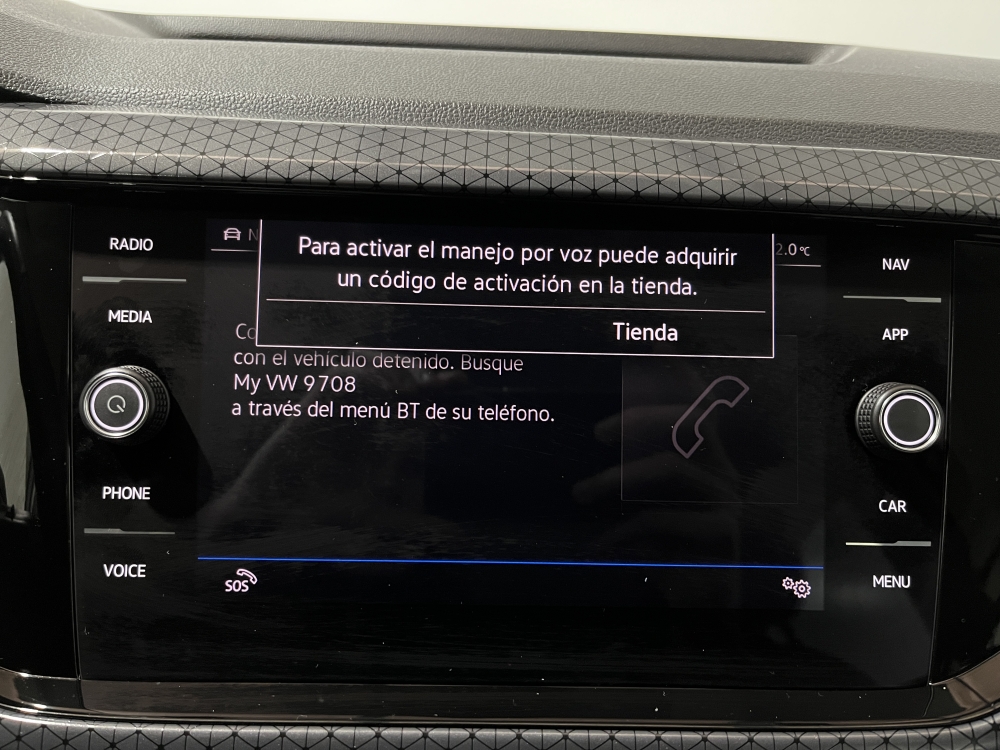 RADIO
MEDIA
PHONE
VOICE
N
2.0 °C
Para activar el manejo por voz puede adquirir
un código de activación en la tienda.
Tienda
Co
con el vehículo detenido. Busque
My VW 9708
a través del menú BT de su teléfono.
SOS
NAV
APP
CAR
MENU